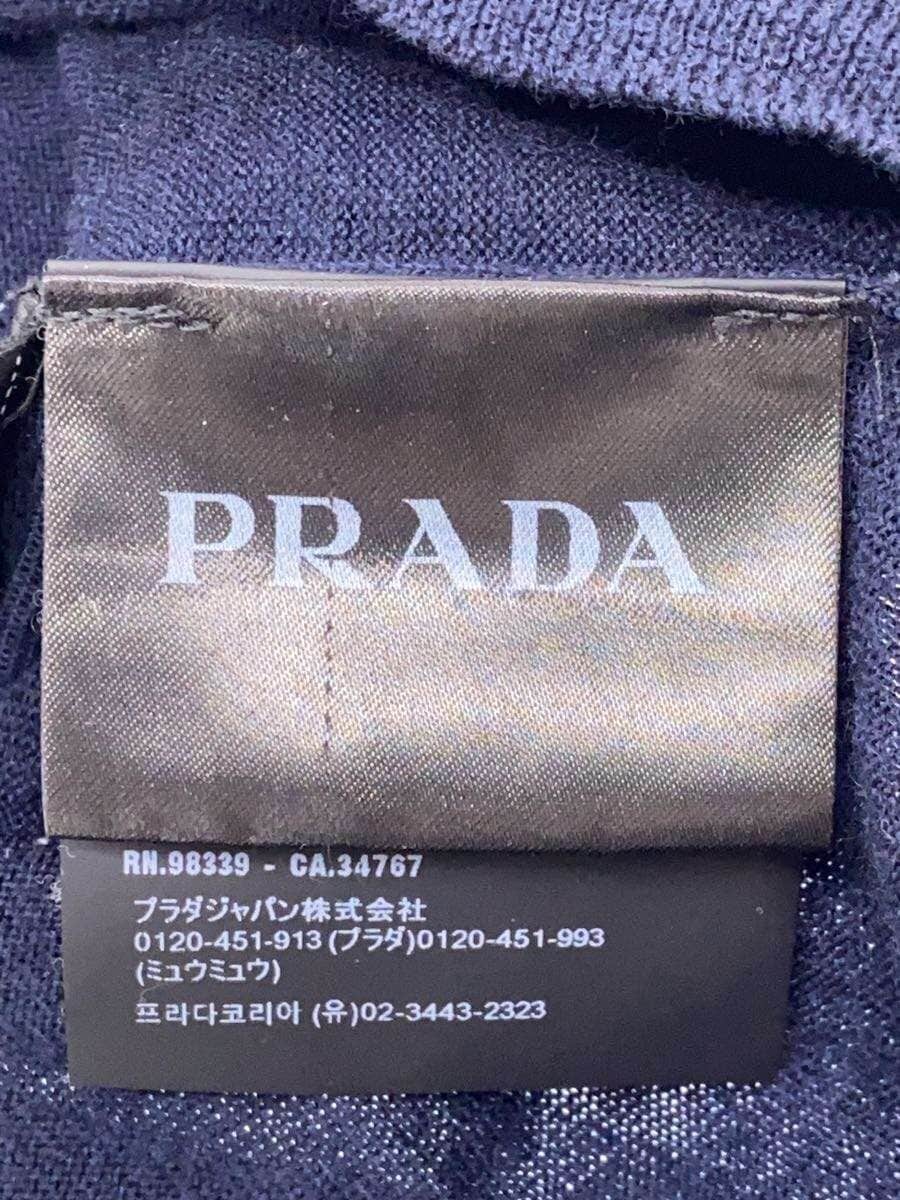 PRADA
RN.98339 - CA.34767
プラダジャパン株式会社
0120-451-913 (プラダ)0120-451-993
(ミュウミュウ)
프라다코리아 (유)02-3443-2323